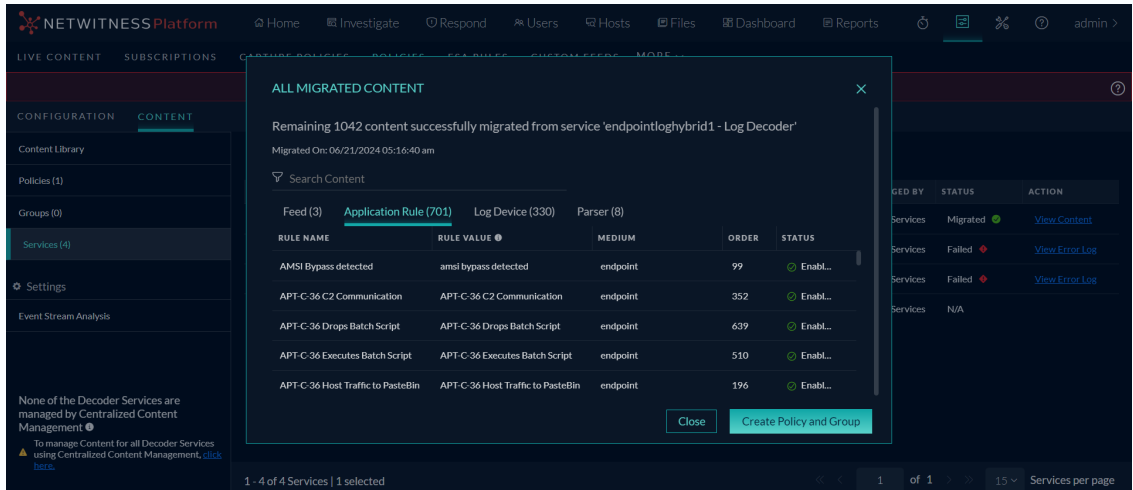 NETWITNESS Platform
Home Investigate Respond Users Hosts Files Dashboard Reports admin >
LIVE CONTENT SUBSCRIPTIONS CAPTURE POLICIES POLICIES ESA RULES CUSTOM FEEDS MORE
CONFIGURATION CONTENT
Content Library
Policies (1)
Groups (0)
Services (4)
Settings
Event Stream Analysis
None of the Decoder Services are
managed by Centralized Content
Management
To manage Content for all Decoder Services
using Centralized Content Management, click
here.
ALL MIGRATED CONTENT
Remaining 1042 content successfully migrated from service 'endpointloghybrid1 - Log Decoder'
Migrated On: 06/21/2024 05:16:40 am
Search Content
Feed (3) Application Rule (701) Log Device (330) Parser (8)
RULE NAME RULE VALUE MEDIUM ORDER STATUS
AMSI Bypass detected amsi bypass detected endpoint 99 Enabl...
APT-C-36 C2 Communication APT-C-36 C2 Communication endpoint 352 Enabl...
APT-C-36 Drops Batch Script APT-C-36 Drops Batch Script endpoint 639 Enabl...
APT-C-36 Executes Batch Script APT-C-36 Executes Batch Script endpoint 510 Enabl...
APT-C-36 Host Traffic to PasteBin APT-C-36 Host Traffic to PasteBin endpoint 196 Enabl...
Close Create Policy and Group
GED BY STATUS ACTION
Services Migrated View Content
Services Failed View Error Log
Services Failed View Error Log
Services N/A
1 - 4 of 4 Services | 1 selected
<< < 1 of 1 > >> 15 Services per page